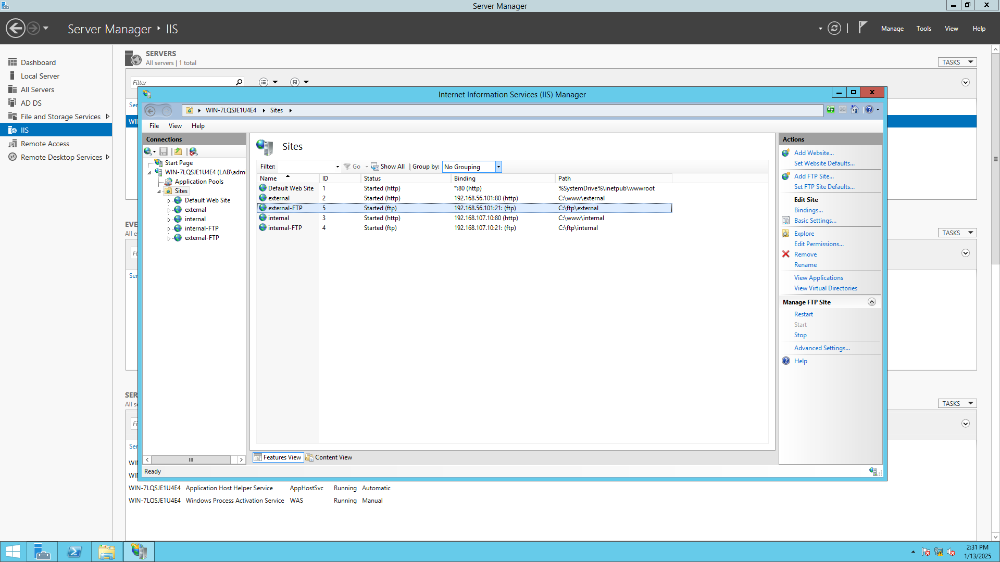 Server Manager
Server Manager ‣ IIS
Manage
Tools
View
Help
Dashboard
Local Server
All Servers
AD DS
File and Storage Services
IIS
Remote Access
Remote Desktop Services
SERVERS
All servers | 1 total
TASKS
Filter
Ser
WIN
EVE
All ev
TASKS
Fi
Ser
SER
All se
TASKS
Fi
Ser
WIN
WIN
WIN-7LQSJE1U4E4 Application Host Helper Service AppHostSvc Running Automatic
WIN-7LQSJE1U4E4 Windows Process Activation Service WAS Running Manual
Internet Information Services (IIS) Manager
WIN-7LQSJE1U4E4 Sites
File View Help
Connections
Start Page
WIN-7LQSJE1U4E4 (LAB\adm
Application Pools
Sites
Default Web Site
external
internal
internal-FTP
external-FTP
Sites
Filter: Go Show All Group by: No Grouping
Name ID Status Binding Path
Default Web Site 1 Started (http) *:80 (http) %SystemDrive%\inetpub\wwwroot
external 2 Started (http) 192.168.56.101:80 (http) C:\www\external
external-FTP 5 Started (ftp) 192.168.56.101:21: (ftp) C:\ftp\external
internal 3 Started (http) 192.168.107.10:80 (http) C:\www\internal
internal-FTP 4 Started (ftp) 192.168.107.10:21: (ftp) C:\ftp\internal
Features View Content View
Ready
Actions
Add Website...
Set Website Defaults...
Add FTP Site...
Set FTP Site Defaults...
Edit Site
Bindings...
Basic Settings...
Explore
Edit Permissions...
Remove
Rename
View Applications
View Virtual Directories
Manage FTP Site
Restart
Start
Stop
Advanced Settings...
Help
2:31 PM
1/13/2025